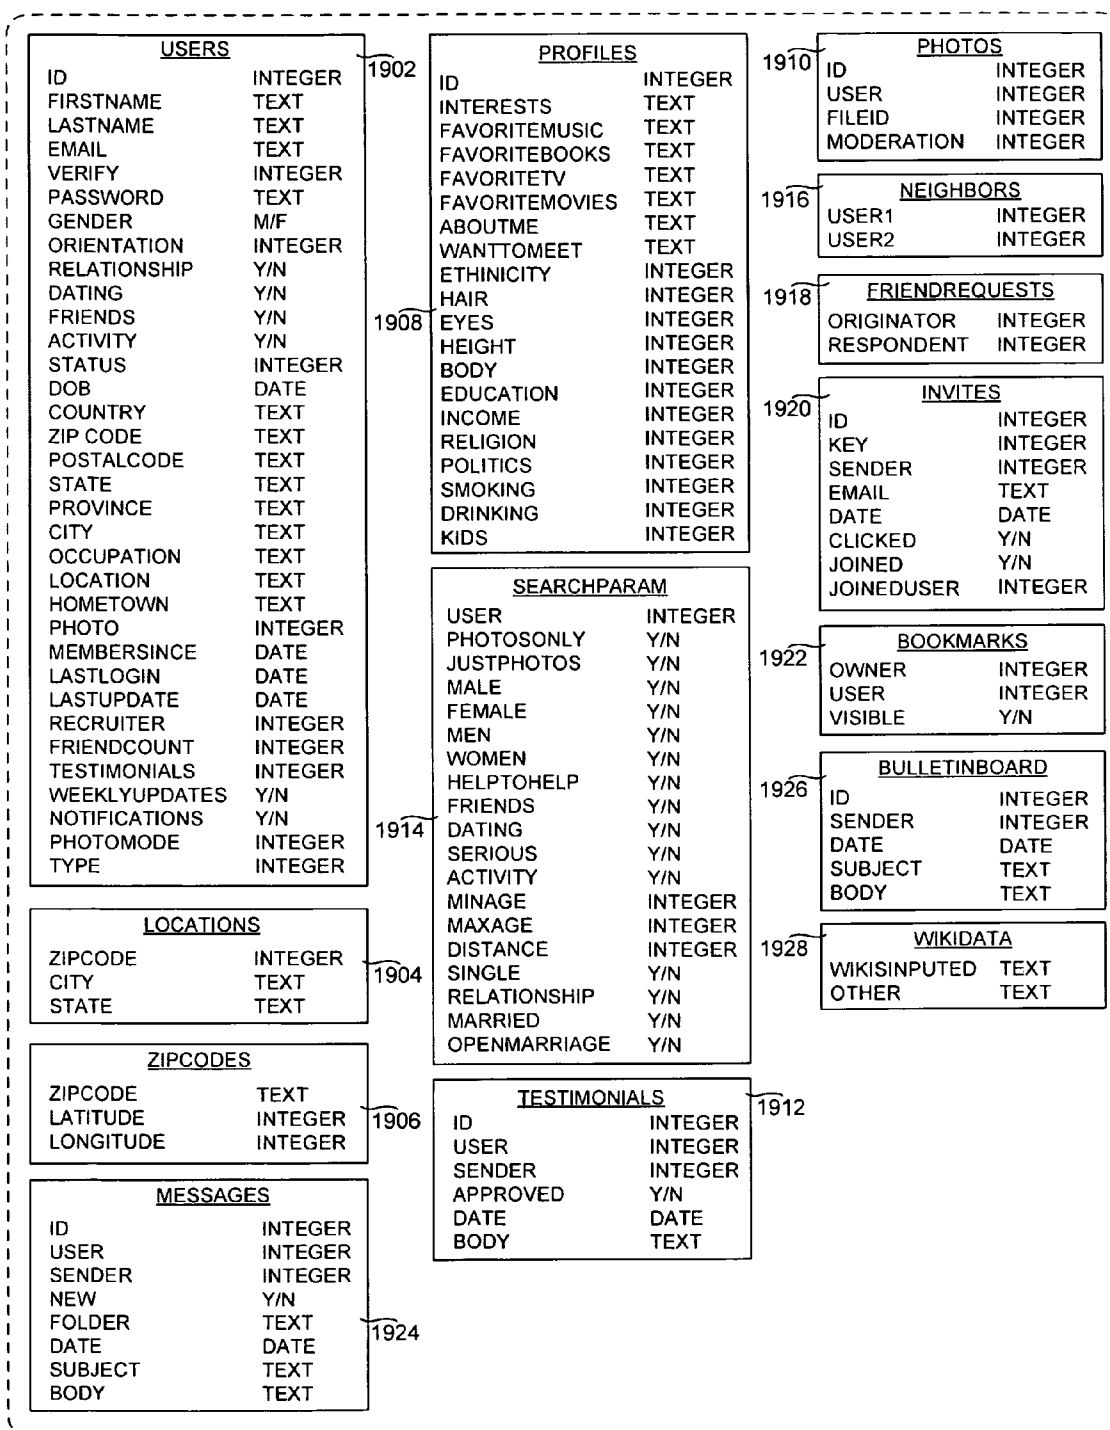 USERS
1902
ID INTEGER
FIRSTNAME TEXT
LASTNAME TEXT
EMAIL TEXT
VERIFY INTEGER
PASSWORD TEXT
GENDER M/F
ORIENTATION INTEGER
RELATIONSHIP Y/N
DATING Y/N
FRIENDS Y/N
ACTIVITY Y/N
STATUS INTEGER
DOB DATE
COUNTRY TEXT
ZIP CODE TEXT
POSTALCODE TEXT
STATE TEXT
PROVINCE TEXT
CITY TEXT
OCCUPATION TEXT
LOCATION TEXT
HOMETOWN TEXT
PHOTO INTEGER
MEMBERSINCE DATE
LASTLOGIN DATE
LASTUPDATE DATE
RECRUITER INTEGER
FRIENDCOUNT INTEGER
TESTIMONIALS INTEGER
WEEKLYUPDATES Y/N
NOTIFICATIONS Y/N
PHOTOMODE INTEGER
TYPE INTEGER
LOCATIONS
ZIPCODE INTEGER
1904
CITY TEXT
STATE TEXT
ZIPCODES
ZIPCODE TEXT
LATITUDE INTEGER
1906
LONGITUDE INTEGER
MESSAGES
ID INTEGER
USER INTEGER
SENDER INTEGER
NEW Y/N
FOLDER TEXT
1924
DATE DATE
SUBJECT TEXT
BODY TEXT
PROFILES
ID INTEGER
INTERESTS TEXT
FAVORITEMUSIC TEXT
FAVORITEBOOKS TEXT
FAVORITETV TEXT
FAVORITEMOVIES TEXT
ABOUTME TEXT
WANTTOMEET TEXT
ETHINICITY INTEGER
HAIR INTEGER
1908
EYES INTEGER
HEIGHT INTEGER
BODY INTEGER
EDUCATION INTEGER
INCOME INTEGER
RELIGION INTEGER
POLITICS INTEGER
SMOKING INTEGER
DRINKING INTEGER
KIDS INTEGER
SEARCHPARAM
USER INTEGER
PHOTOSONLY Y/N
JUSTPHOTOS Y/N
MALE Y/N
FEMALE Y/N
MEN Y/N
WOMEN Y/N
HELPTOHELP Y/N
FRIENDS Y/N
1914
DATING Y/N
SERIOUS Y/N
ACTIVITY Y/N
MINAGE INTEGER
MAXAGE INTEGER
DISTANCE INTEGER
SINGLE Y/N
RELATIONSHIP Y/N
MARRIED Y/N
OPENMARRIAGE Y/N
TESTIMONIALS
1912
ID INTEGER
USER INTEGER
SENDER INTEGER
APPROVED Y/N
DATE DATE
BODY TEXT
PHOTOS
1910
ID INTEGER
USER INTEGER
FILEID INTEGER
MODERATION INTEGER
NEIGHBORS
1916
USER1 INTEGER
USER2 INTEGER
FRIENDREQUESTS
1918
ORIGINATOR INTEGER
RESPONDENT INTEGER
INVITES
1920
ID INTEGER
KEY INTEGER
SENDER INTEGER
EMAIL TEXT
DATE DATE
CLICKED Y/N
JOINED Y/N
JOINEDUSER INTEGER
BOOKMARKS
1922
OWNER INTEGER
USER INTEGER
VISIBLE Y/N
BULLETINBOARD
1926
ID INTEGER
SENDER INTEGER
DATE DATE
SUBJECT TEXT
BODY TEXT
WIKIDATA
1928
WIKISINPUTED TEXT
OTHER TEXT